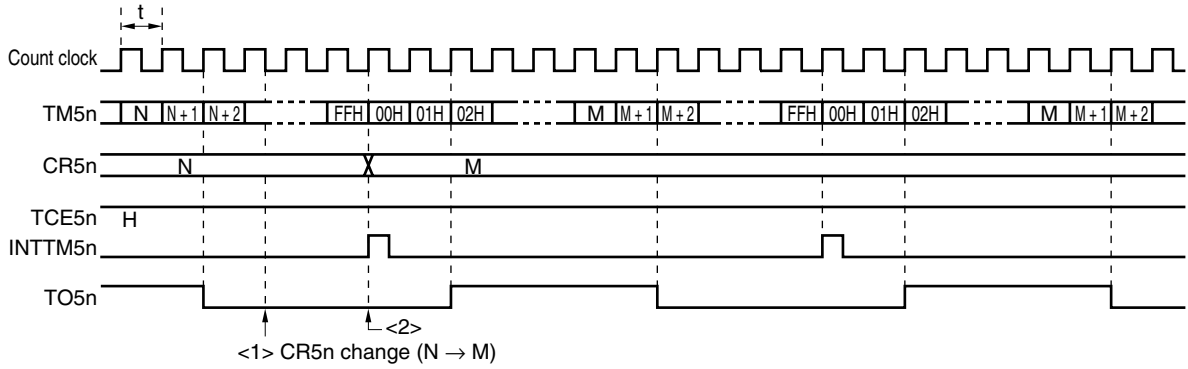 t
Count clock
TM5n N N + 1 N + 2 FFH 00H 01H 02H M M + 1 M + 2 FFH 00H 01H 02H M M + 1 M + 2
CR5n N M
TCE5n H
INTTM5n
TO5n
<2>
<1> CR5n change (N → M)